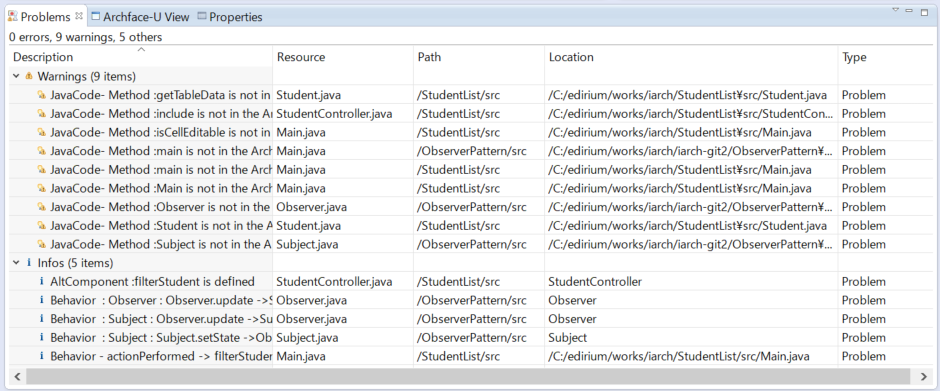 Problems Archface-U View Properties
0 errors, 9 warnings, 5 others
Description Resource Path Location Type
Warnings (9 items)
JavaCode- Method :getTableData is not in Student.java /StudentList/src /C:/edirium/works/iarch/StudentList¥src/Student.java Problem
JavaCode- Method :include is not in the Ar StudentController.java /StudentList/src /C:/edirium/works/iarch/StudentList¥src/StudentCon... Problem
JavaCode- Method :isCellEditable is not in Main.java /StudentList/src /C:/edirium/works/iarch/StudentList¥src/Main.java Problem
JavaCode- Method :main is not in the Arch Main.java /ObserverPattern/src /C:/edirium/works/iarch/iarch-git2/ObserverPattern¥... Problem
JavaCode- Method :main is not in the Arch Main.java /StudentList/src /C:/edirium/works/iarch/StudentList¥src/Main.java Problem
JavaCode- Method :Main is not in the Arch Main.java /StudentList/src /C:/edirium/works/iarch/StudentList¥src/Main.java Problem
JavaCode- Method :Observer is not in the Observer.java /ObserverPattern/src /C:/edirium/works/iarch/iarch-git2/ObserverPattern¥... Problem
JavaCode- Method :Student is not in the A Student.java /StudentList/src /C:/edirium/works/iarch/StudentList¥src/Student.java Problem
JavaCode- Method :Subject is not in the A Subject.java /ObserverPattern/src /C:/edirium/works/iarch/iarch-git2/ObserverPattern¥... Problem
Infos (5 items)
AltComponent :filterStudent is defined StudentController.java /StudentList/src StudentController Problem
Behavior : Observer : Observer.update ->S Observer.java /ObserverPattern/src Observer Problem
Behavior : Subject : Observer.update ->Su Observer.java /ObserverPattern/src Observer Problem
Behavior : Subject : Subject.setState ->Ob Subject.java /ObserverPattern/src Subject Problem
Behavior - actionPerformed -> filterStuden Main.java /StudentList/src /C:/edirium/works/iarch/StudentList/src/Main.java Problem